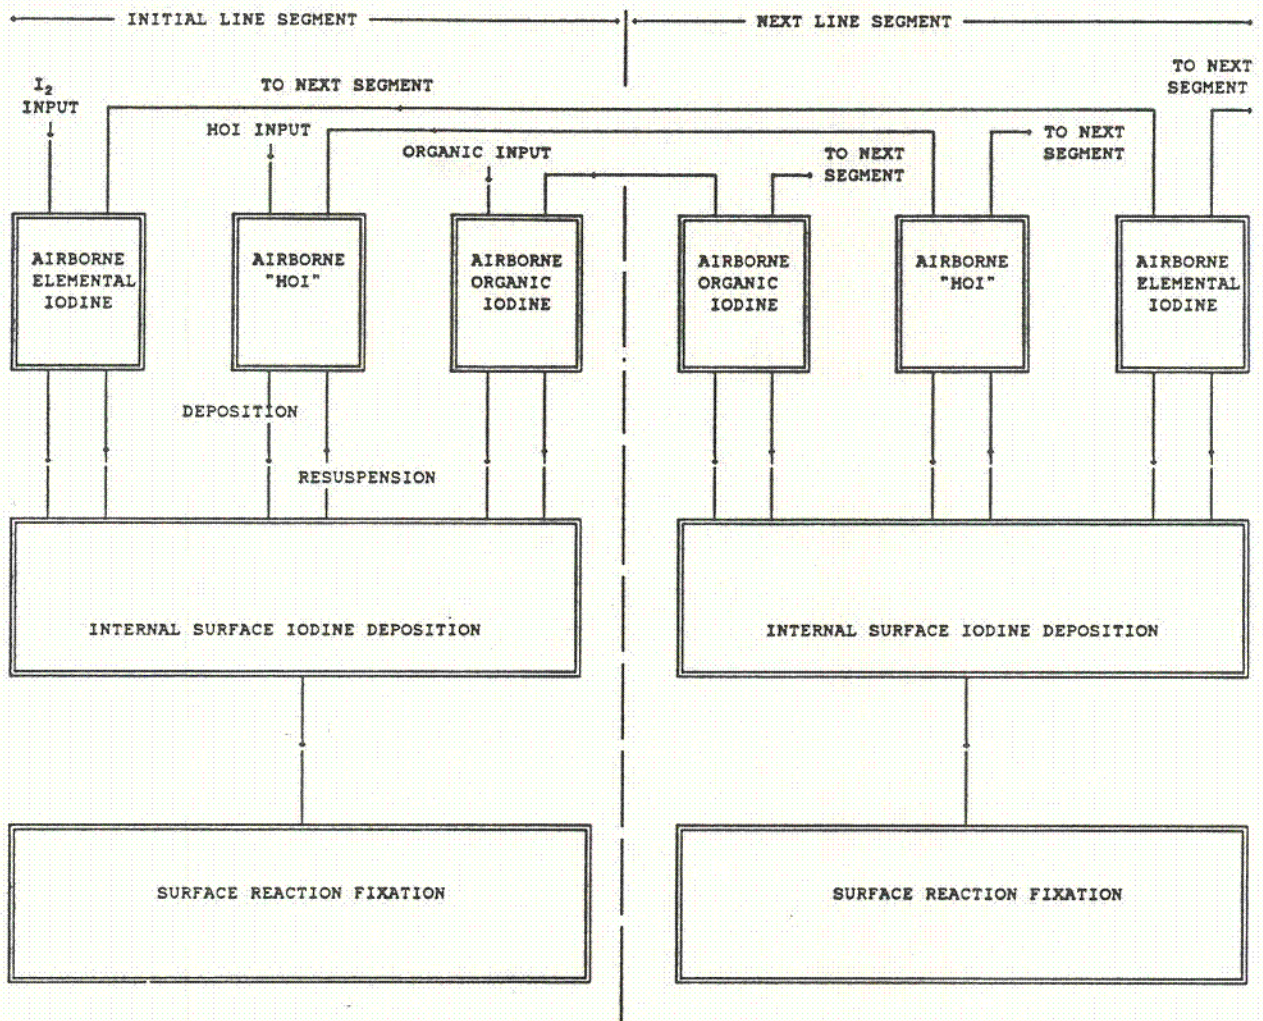 INITIAL LINE SEGMENT
NEXT LINE SEGMENT
TO NEXT
SEGMENT
I2
INPUT
TO NEXT SEGMENT
HOI INPUT
ORGANIC INPUT
TO NEXT
SEGMENT
TO NEXT
SEGMENT
AIRBORNE
ELEMENTAL
IODINE
AIRBORNE
"HOI"
AIRBORNE
ORGANIC
IODINE
AIRBORNE
ORGANIC
IODINE
AIRBORNE
"HOI"
AIRBORNE
ELEMENTAL
IODINE
DEPOSITION
RESUSPENSION
INTERNAL SURFACE IODINE DEPOSITION
INTERNAL SURFACE IODINE DEPOSITION
SURFACE REACTION FIXATION
SURFACE REACTION FIXATION